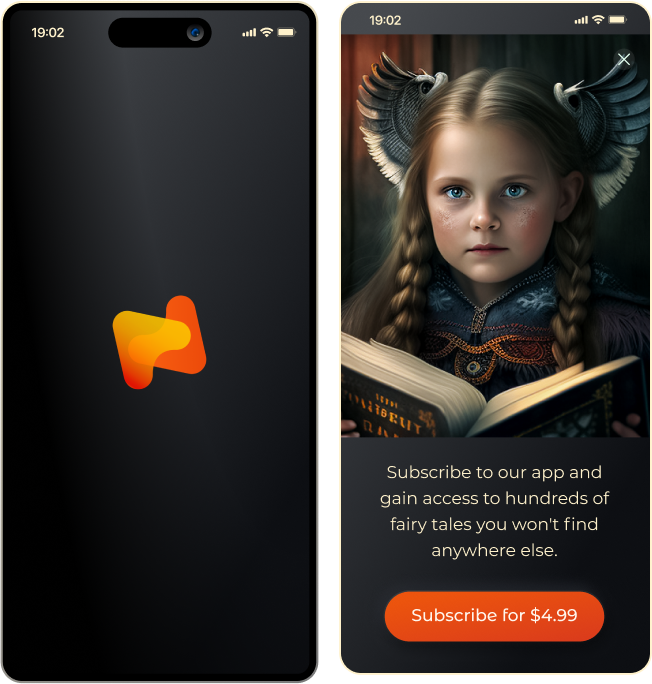 19:02
19:02
Subscribe to our app and
gain access to hundreds of
fairy tales you won't find
anywhere else.
Subscribe for $4.99